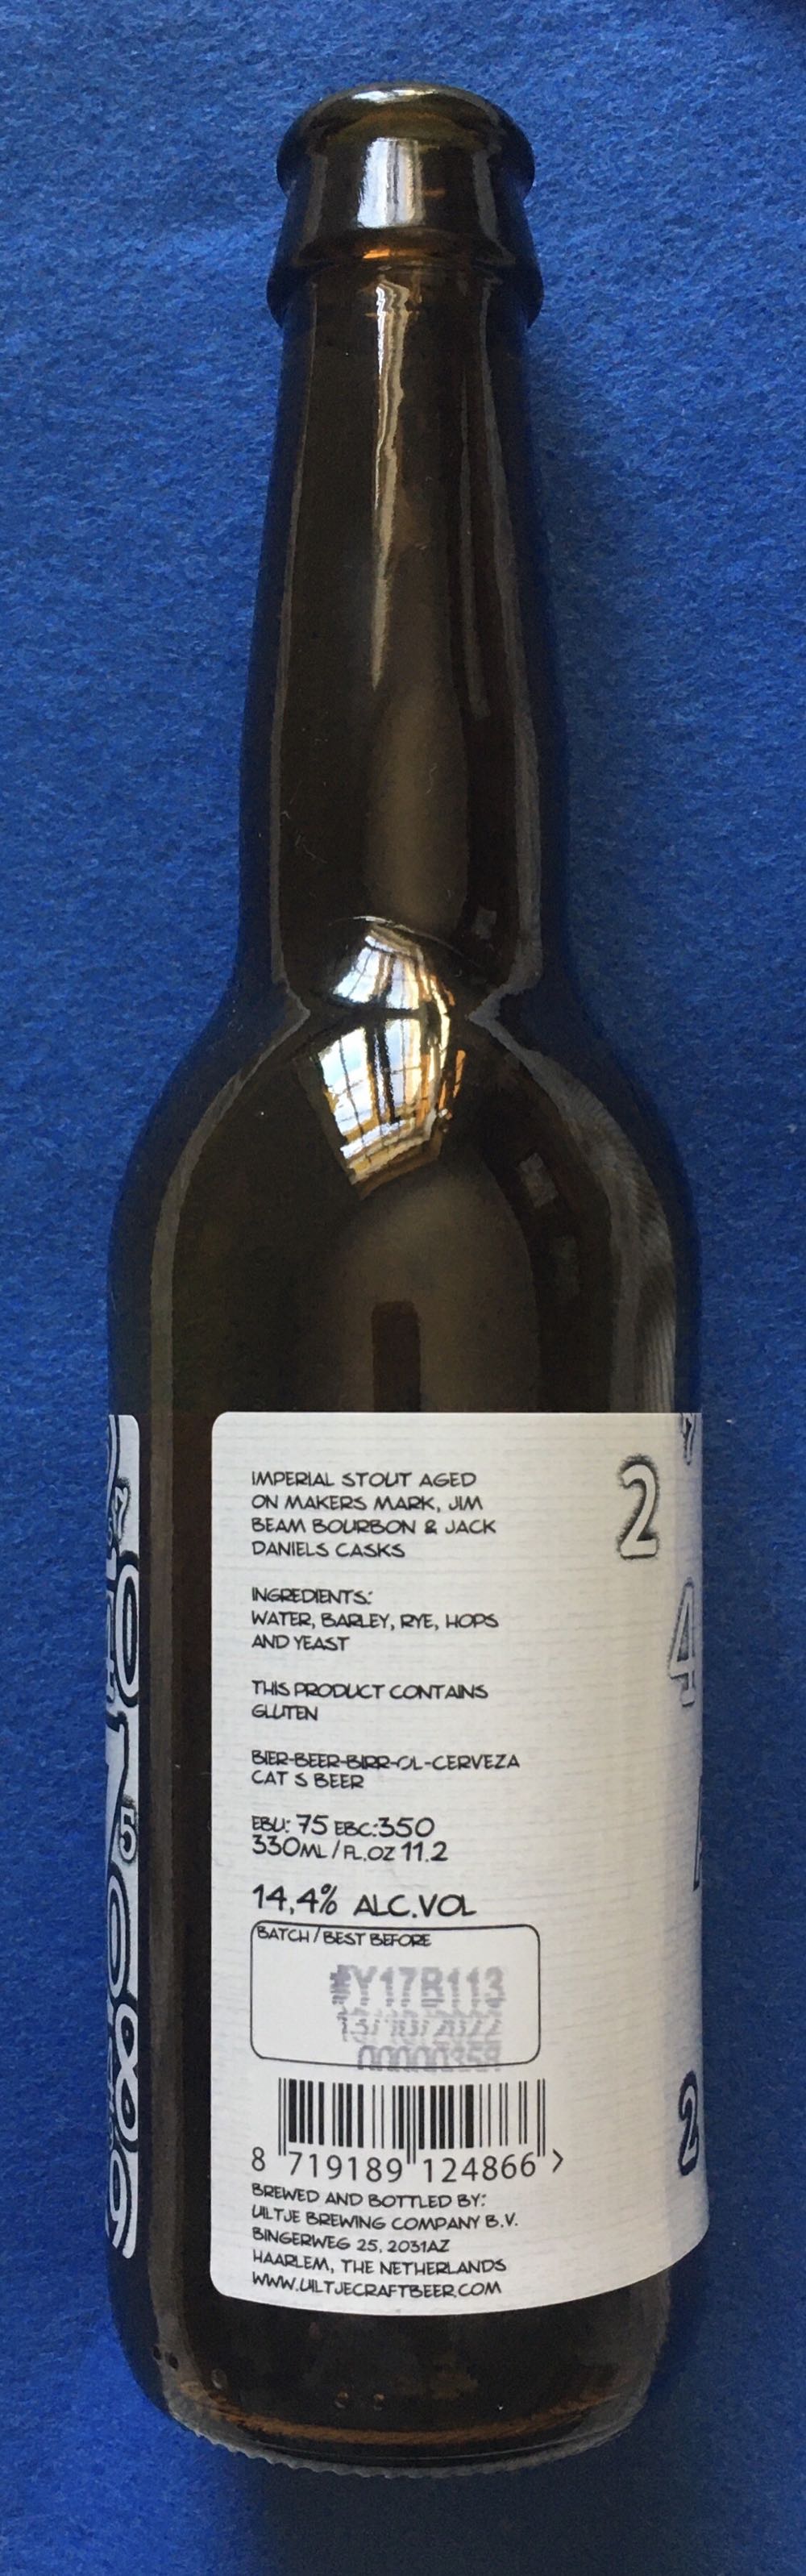 IMPERIAL STOUT AGED
ON MAKERS MARK, JIM
BEAM BOURBON & JACK
DANIELS CASKS
INGREDIENTS:
WATER, BARLEY, RYE, HOPS
AND YEAST
THIS PRODUCT CONTAINS
GLUTEN
BIER-BEER-BIRR-OL-CERVEZA
CAT S BEER
EBU: 75 EBC:350
330ML / FL.OZ 11.2
14,4% ALC.VOL
BATCH / BEST BEFORE
#Y17B113
8 719189 124866 >
BREWED AND BOTTLED BY:
UILTJE BREWING COMPANY B.V.
BINGERWEG 25, 2031AZ
HAARLEM, THE NETHERLANDS
WWW.UILTJECRAFTBEER.COM
2
4
2